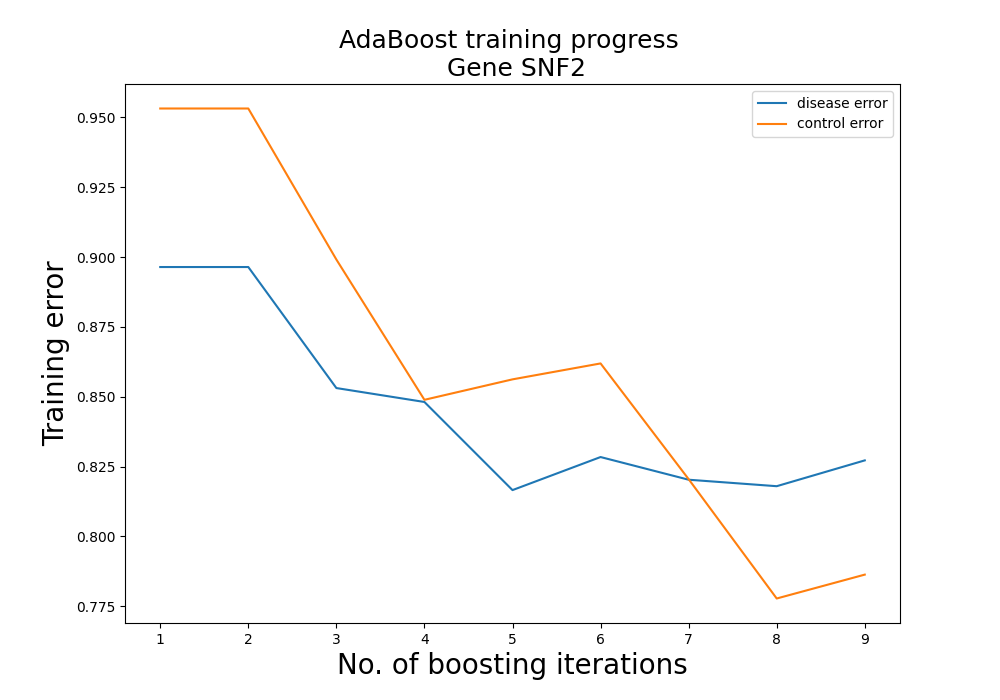 AdaBoost training progress
Gene SNF2
disease error
control error
Training error
0.950
0.925
0.900
0.875
0.850
0.825
0.800
0.775
1 2 3 4 5 6 7 8 9
No. of boosting iterations